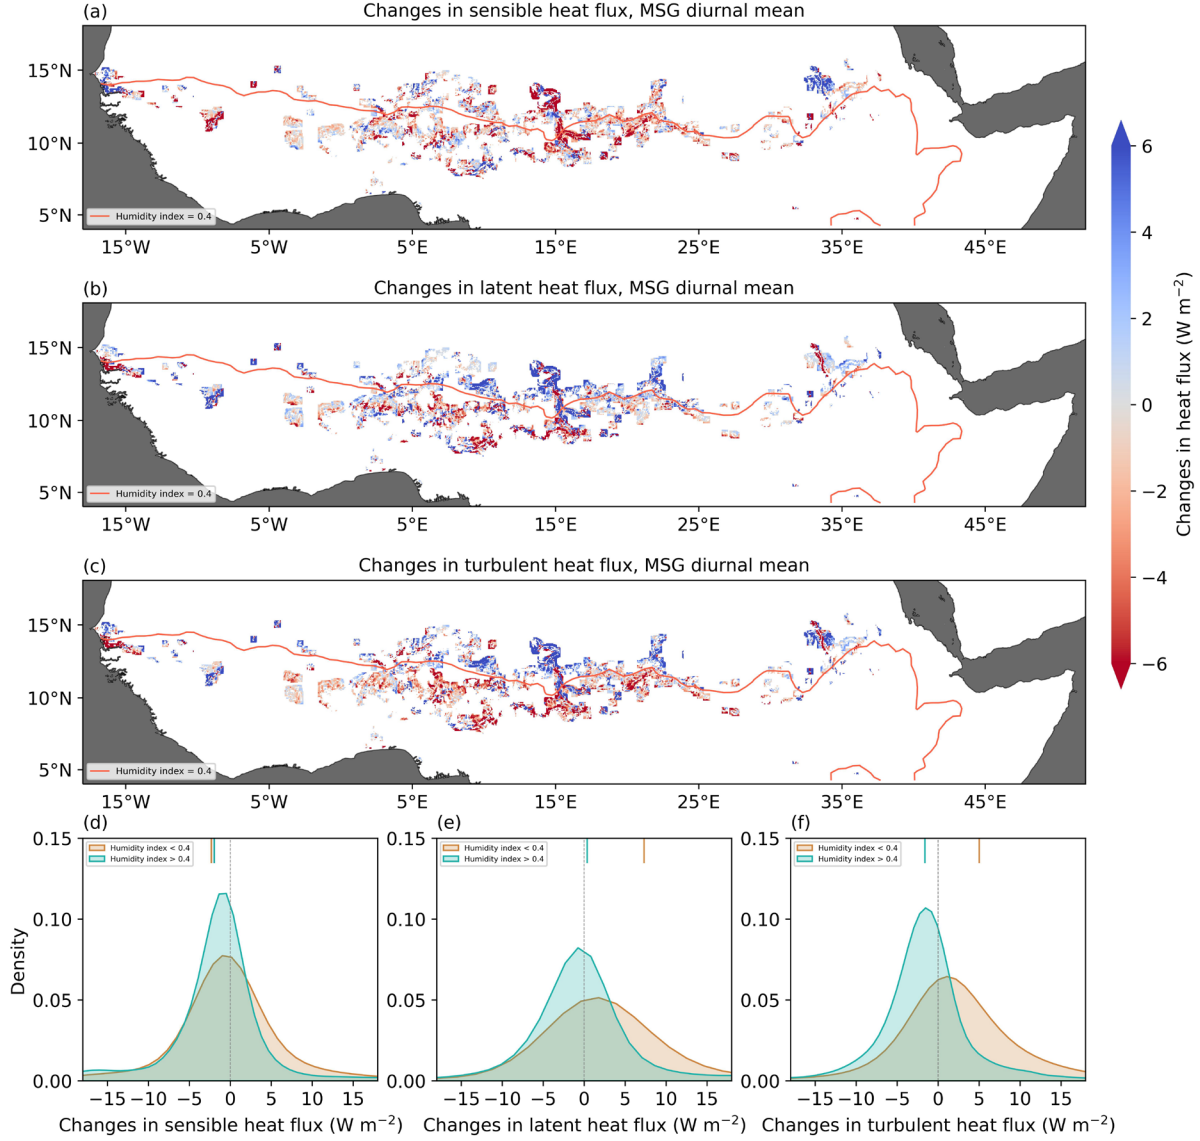 (a) Changes in sensible heat flux, MSG diurnal mean
15°N
10°N
5°N
Humidity index = 0.4
15°W 5°W 5°E 15°E 25°E 35°E 45°E
(b) Changes in latent heat flux, MSG diurnal mean
15°N
10°N
5°N
Humidity index = 0.4
15°W 5°W 5°E 15°E 25°E 35°E 45°E
(c) Changes in turbulent heat flux, MSG diurnal mean
15°N
10°N
5°N
Humidity index = 0.4
15°W 5°W 5°E 15°E 25°E 35°E 45°E
6
4
2
0
−2
−4
−6
Changes in heat flux (W m⁻²)
(d)
Humidity index < 0.4
Humidity index > 0.4
0.15
0.10
0.05
0.00
Density
−15 −10 −5 0 5 10 15
Changes in sensible heat flux (W m⁻²)
(e)
Humidity index < 0.4
Humidity index > 0.4
0.15
0.10
0.05
0.00
−15 −10 −5 0 5 10 15
Changes in latent heat flux (W m⁻²)
(f)
Humidity index < 0.4
Humidity index > 0.4
0.15
0.10
0.05
0.00
−15 −10 −5 0 5 10 15
Changes in turbulent heat flux (W m⁻²)